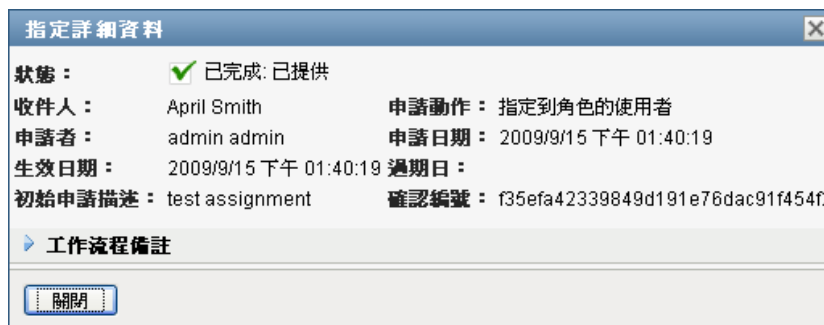 指定詳細資料
狀態： 已完成: 已提供
收件人： April Smith 申請動作： 指定到角色的使用者
申請者： admin admin 申請日期： 2009/9/15 下午 01:40:19
生效日期： 2009/9/15 下午 01:40:19 過期日：
初始申請描述： test assignment 確認編號： f35efa42339849d191e76dac91f454f
工作流程備註
關閉